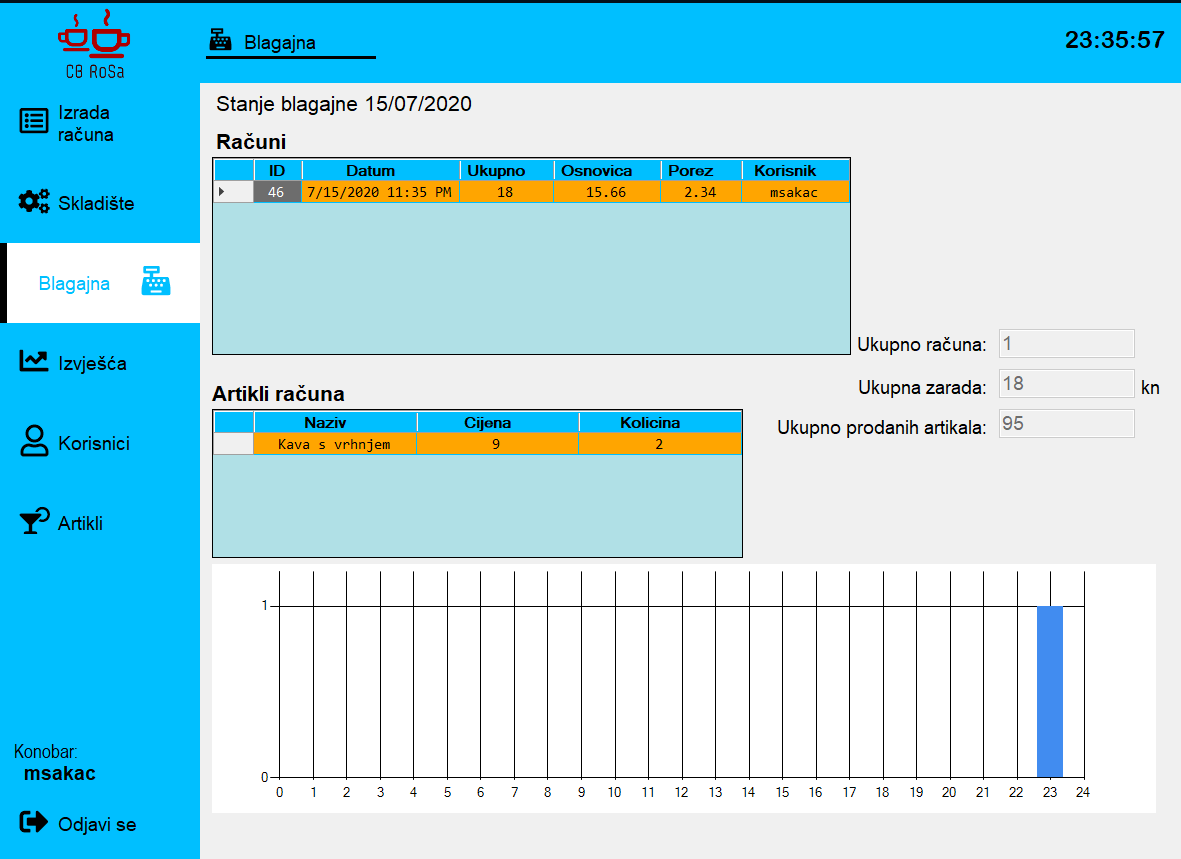 CB RoSa
Blagajna
23:35:57
Izrada
računa
Skladište
Blagajna
Izvješća
Korisnici
Artikli
Konobar:
msakac
Odjavi se
Stanje blagajne 15/07/2020
Računi
ID Datum Ukupno Osnovica Porez Korisnik
46 7/15/2020 11:35 PM 18 15.66 2.34 msakac
Ukupno računa: 1
Ukupna zarada: 18 kn
Ukupno prodanih artikala: 95
Artikli računa
Naziv Cijena Kolicina
Kava s vrhnjem 9 2
1
0
0 1 2 3 4 5 6 7 8 9 10 11 12 13 14 15 16 17 18 19 20 21 22 23 24